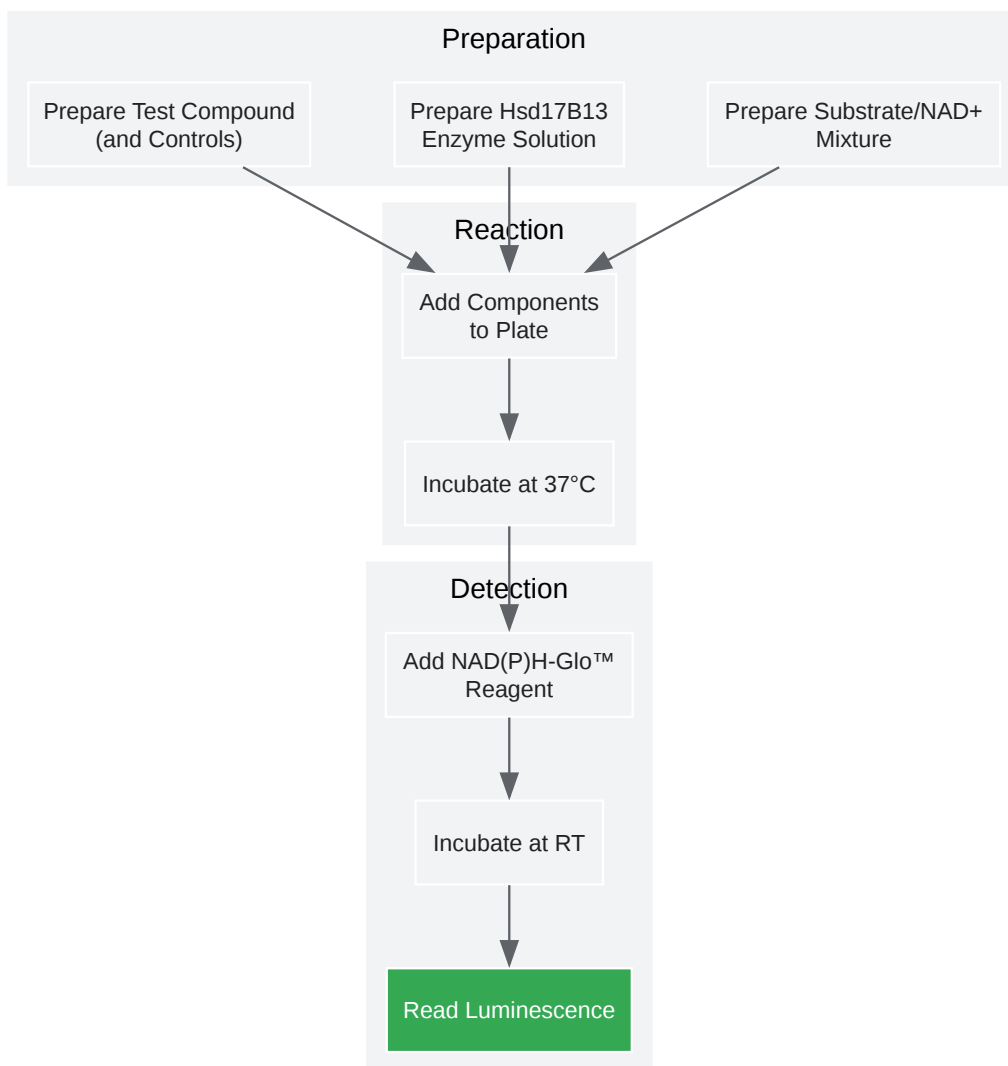 Preparation
Prepare Test Compound
(and Controls)
Prepare Hsd17B13
Enzyme Solution
Prepare Substrate/NAD+
Mixture
Reaction
Add Components
to Plate
Incubate at 37°C
Detection
Add NAD(P)H-Glo™
Reagent
Incubate at RT
Read Luminescence